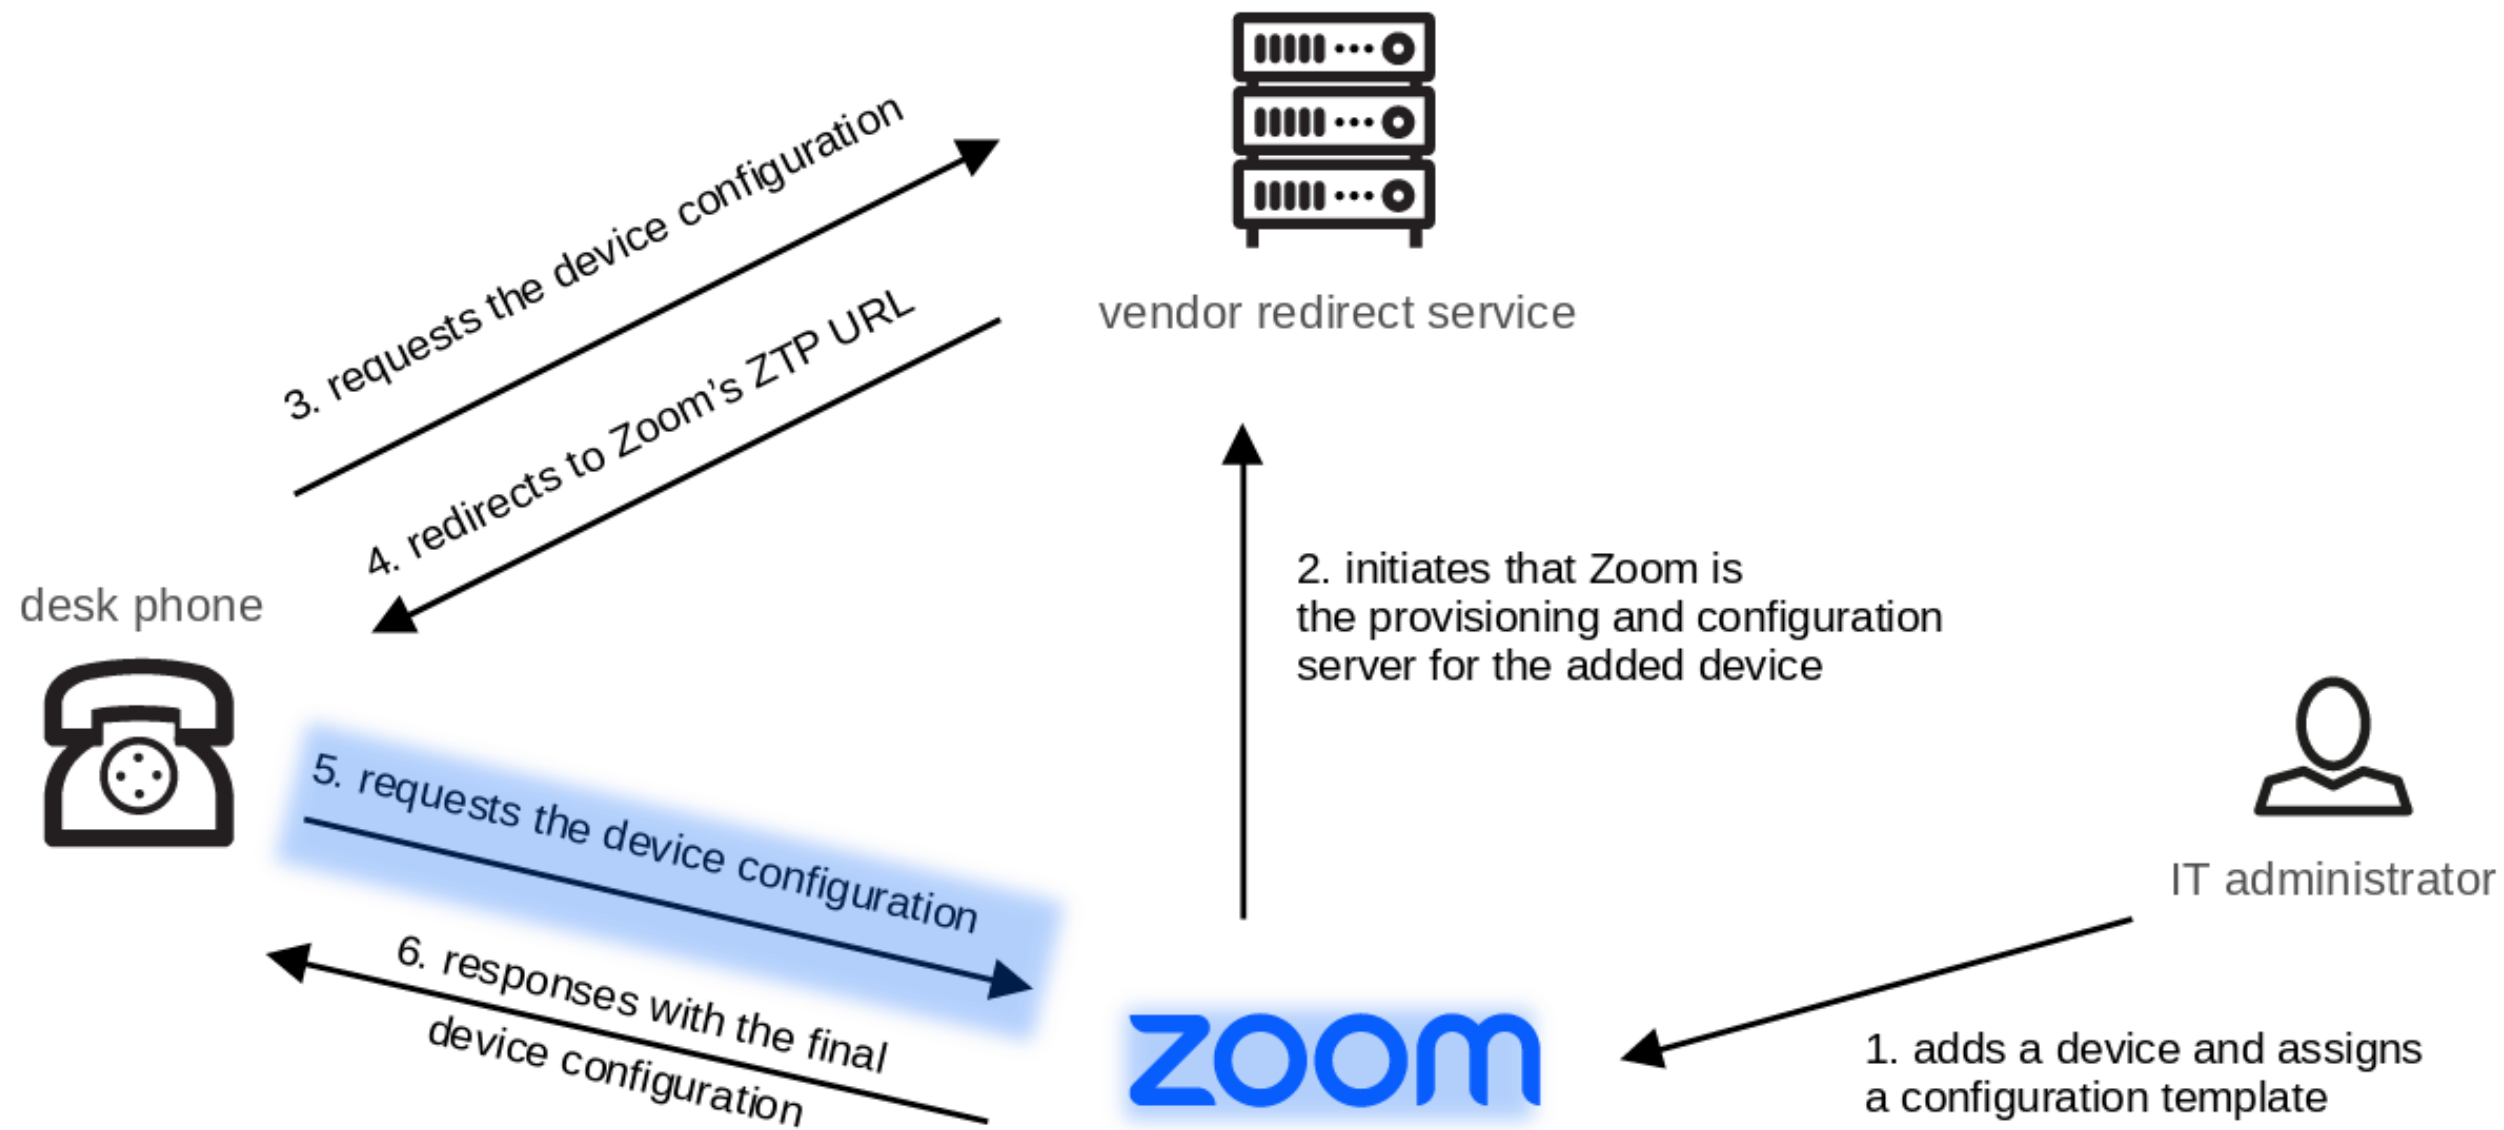 3. requests the device configuration
vendor redirect service
4. redirects to Zoom’s ZTP URL
2. initiates that Zoom is
the provisioning and configuration
server for the added device
desk phone
5. requests the device configuration
IT administrator
6. responses with the final
device configuration
zoom
1. adds a device and assigns
a configuration template